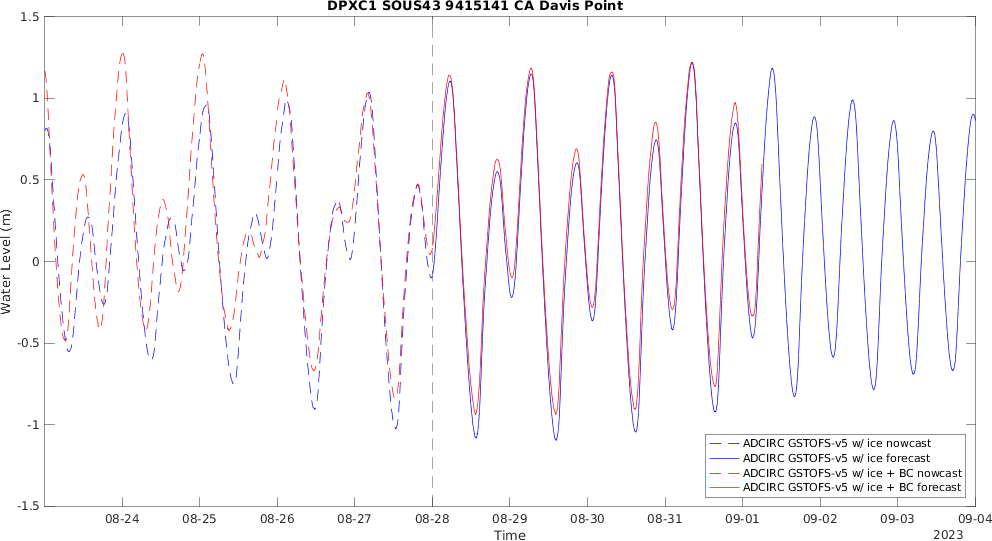 DPXC1 SOUS43 9415141 CA Davis Point
1.5
1
0.5
0
-0.5
-1
-1.5
Water Level (m)
08-24 08-25 08-26 08-27 08-28 08-29 08-30 08-31 09-01 09-02 09-03 09-04
Time
2023
ADCIRC GSTOFS-v5 w/ ice nowcast
ADCIRC GSTOFS-v5 w/ ice forecast
ADCIRC GSTOFS-v5 w/ ice + BC nowcast
ADCIRC GSTOFS-v5 w/ ice + BC forecast